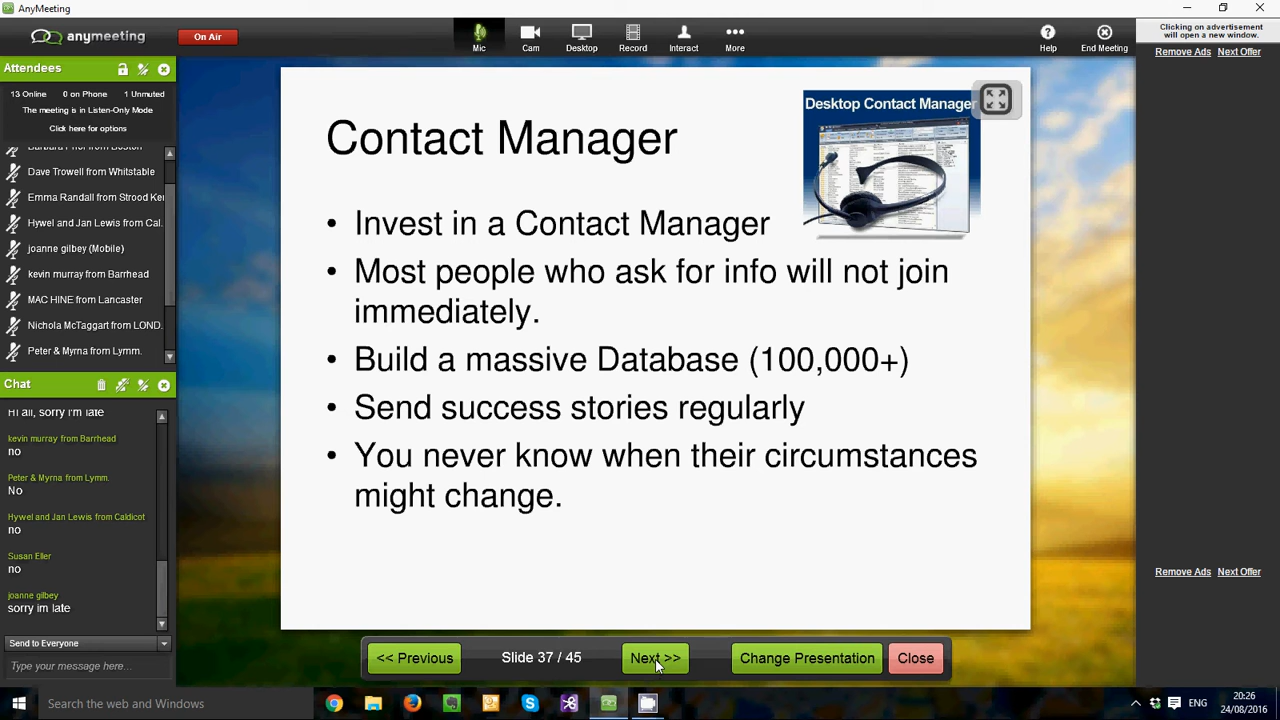 AnyMeeting
anymeeting
On Air
Mic
Cam
Desktop
Record
Interact
More
Help
End Meeting
Clicking on advertisement
will open a new window.
Remove Ads Next Offer
Attendees
13 Online 0 on Phone 1 Unmuted
The meeting is in Listen-Only Mode
Click here for options
Dave Trowell from Whitstable
Emma Randall from
Hywel and Jan Lewis from Cal.
joanne gilbey (Mobile)
kevin murray from Barrhead
MAC HINE from Lancaster
Nichola McTaggart from LOND.
Peter & Myrna from Lymm.
Chat
Hi all, sorry I'm late
kevin murray from Barrhead
no
Peter & Myrna from Lymm.
No
Hywel and Jan Lewis from Caldicot
no
Susan Eller
no
joanne gilbey
sorry im late
Send to Everyone
Type your message here...
Contact Manager
Desktop Contact Manager
• Invest in a Contact Manager
• Most people who ask for info will not join
immediately.
• Build a massive Database (100,000+)
• Send success stories regularly
• You never know when their circumstances
might change.
<< Previous
Slide 37 / 45
Next >>
Change Presentation
Close
Remove Ads Next Offer
Search the web and Windows
ENG
20:26
24/08/2016